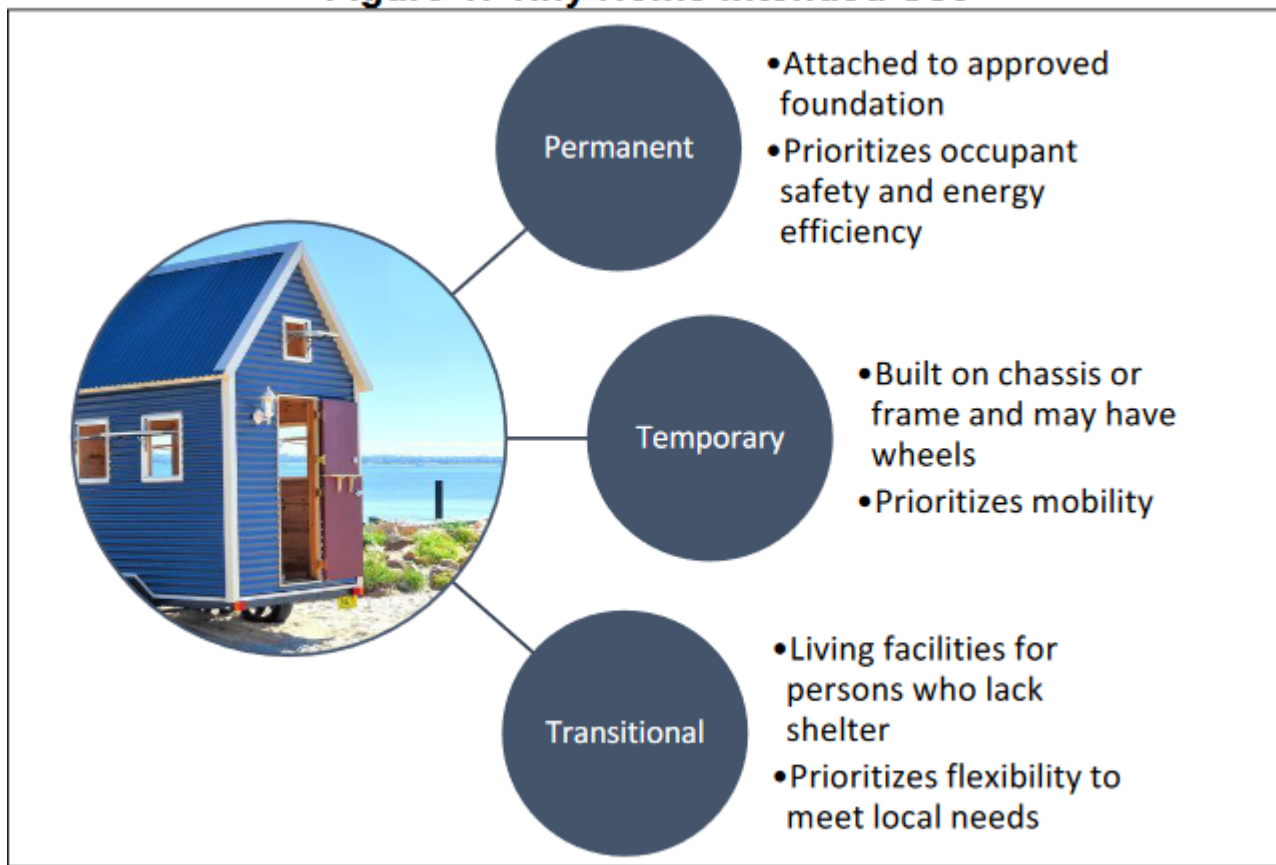 Permanent
•Attached to approved
foundation
•Prioritizes occupant
safety and energy
efficiency
Temporary
•Built on chassis or
frame and may have
wheels
•Prioritizes mobility
Transitional
•Living facilities for
persons who lack
shelter
•Prioritizes flexibility to
meet local needs